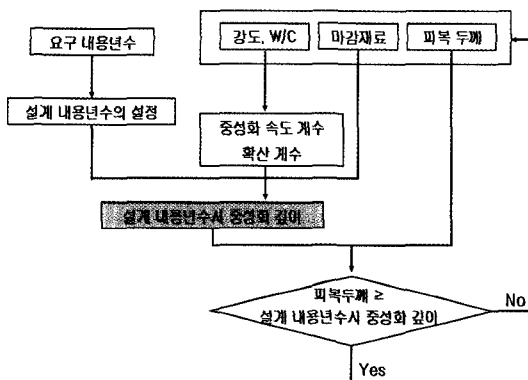 요구 내용년수
강도, W/C
마감재료
피복 두께
설계 내용년수의 설정
중성화 속도 계수
확산 계수
설계 내용년수시 중성화 깊이
피복두께 ≥
설계 내용년수시 중성화 깊이
No
Yes